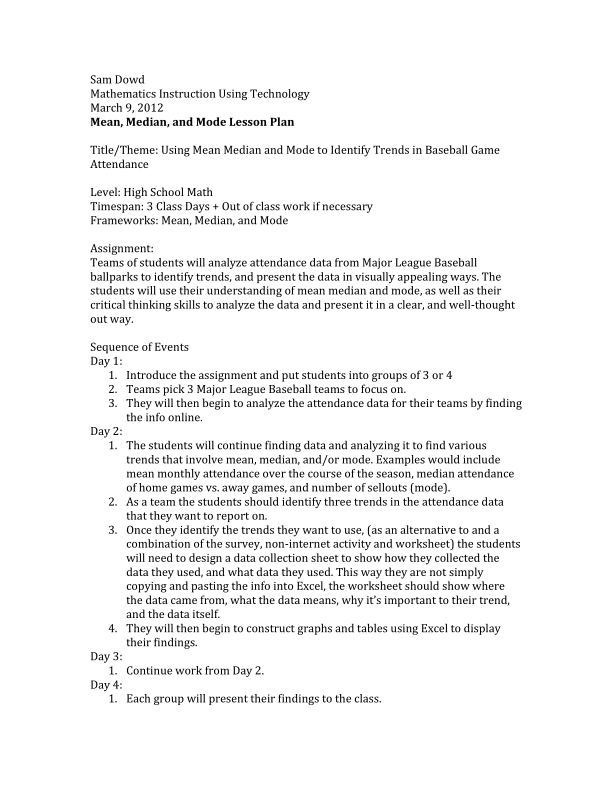 Sam Dowd
Mathematics Instruction Using Technology
March 9, 2012
Mean, Median, and Mode Lesson Plan
Title/Theme: Using Mean Median and Mode to Identify Trends in Baseball Game
Attendance
Level: High School Math
Timespan: 3 Class Days + Out of class work if necessary
Frameworks: Mean, Median, and Mode
Assignment:
Teams of students will analyze attendance data from Major League Baseball
ballparks to identify trends, and present the data in visually appealing ways. The
students will use their understanding of mean median and mode, as well as their
critical thinking skills to analyze the data and present it in a clear, and well-thought
out way.
Sequence of Events
Day 1:
1. Introduce the assignment and put students into groups of 3 or 4
2. Teams pick 3 Major League Baseball teams to focus on.
3. They will then begin to analyze the attendance data for their teams by finding
the info online.
Day 2:
1. The students will continue finding data and analyzing it to find various
trends that involve mean, median, and/or mode. Examples would include
mean monthly attendance over the course of the season, median attendance
of home games vs. away games, and number of sellouts (mode).
2. As a team the students should identify three trends in the attendance data
that they want to report on.
3. Once they identify the trends they want to use, (as an alternative to and a
combination of the survey, non-internet activity and worksheet) the students
will need to design a data collection sheet to show how they collected the
data they used, and what data they used. This way they are not simply
copying and pasting the info into Excel, the worksheet should show where
the data came from, what the data means, why it's important to their trend,
and the data itself.
4. They will then begin to construct graphs and tables using Excel to display
their findings.
Day 3:
1. Continue work from Day 2.
Day 4:
1. Each group will present their findings to the class.